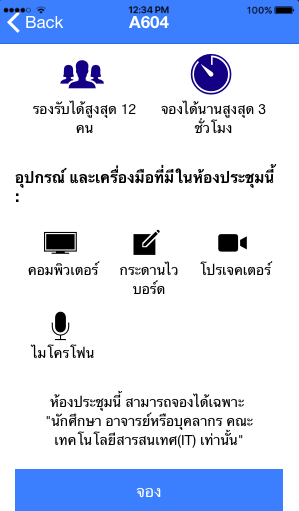 12:34 PM
100%
Back
A604
รองรับได้สูงสุด 12
คน
จองได้นานสูงสุด 3
ชั่วโมง
อุปกรณ์ และเครื่องมือที่มีในห้องประชุมนี้
:
คอมพิวเตอร์
กระดานไว
บอร์ด
โปรเจคเตอร์
ไมโครโฟน
ห้องประชุมนี้ สามารถจองได้เฉพาะ
"นักศึกษา อาจารย์หรือบุคลากร คณะ
เทคโนโลยีสารสนเทศ(IT) เท่านั้น"
จอง